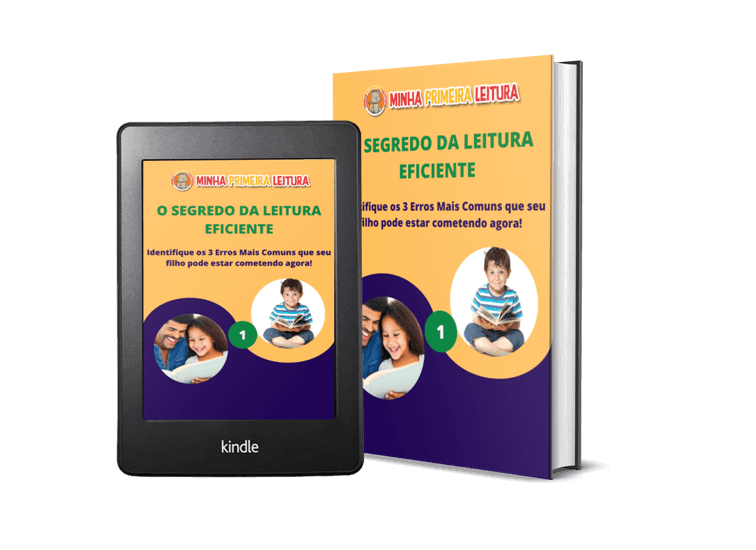 MINHA PRIMEIRA LEITURA
O SEGREDO DA LEITURA
EFICIENTE
Identifique os 3 Erros Mais Comuns que seu
filho pode estar cometendo agora!
1
kindle
MINHA PRIMEIRA LEITURA
SEGREDO DA LEITURA
EFICIENTE
tifique os 3 Erros Mais Comuns que seu
filho pode estar cometendo agora!
1